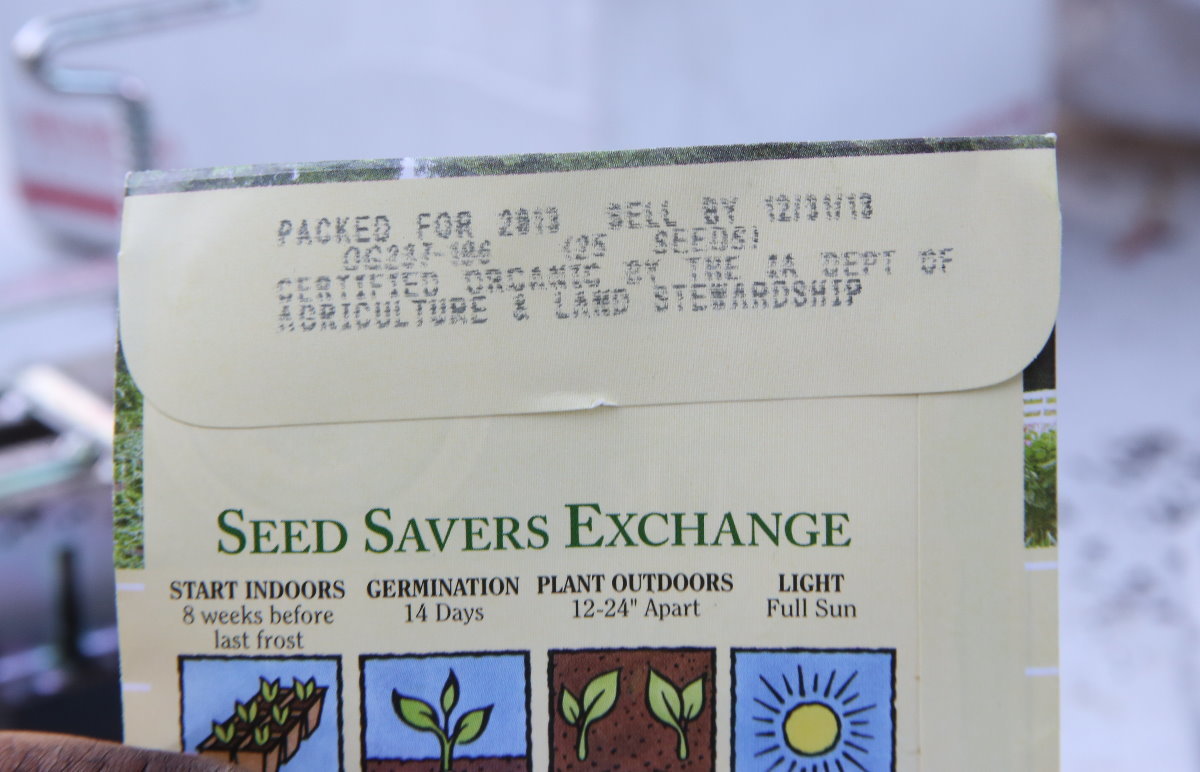 PACKED FOR 2013 SELL BY 12/31/13
OG237-186 (25 SEEDS)
CERTIFIED ORGANIC BY THE IA DEPT OF
AGRICULTURE & LAND STEWARDSHIP
SEED SAVERS EXCHANGE
START INDOORS GERMINATION PLANT OUTDOORS LIGHT
8 weeks before 14 Days 12-24" Apart Full Sun
last frost